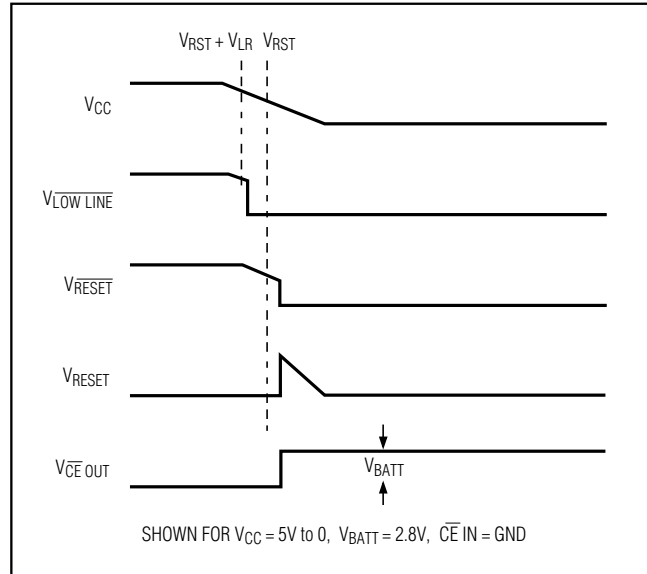 VRST + VLR VRST
VCC
VLOW LINE
VRESET
VRESET
VCE OUT
VBATT
SHOWN FOR VCC = 5V to 0, VBATT = 2.8V, CE IN = GND